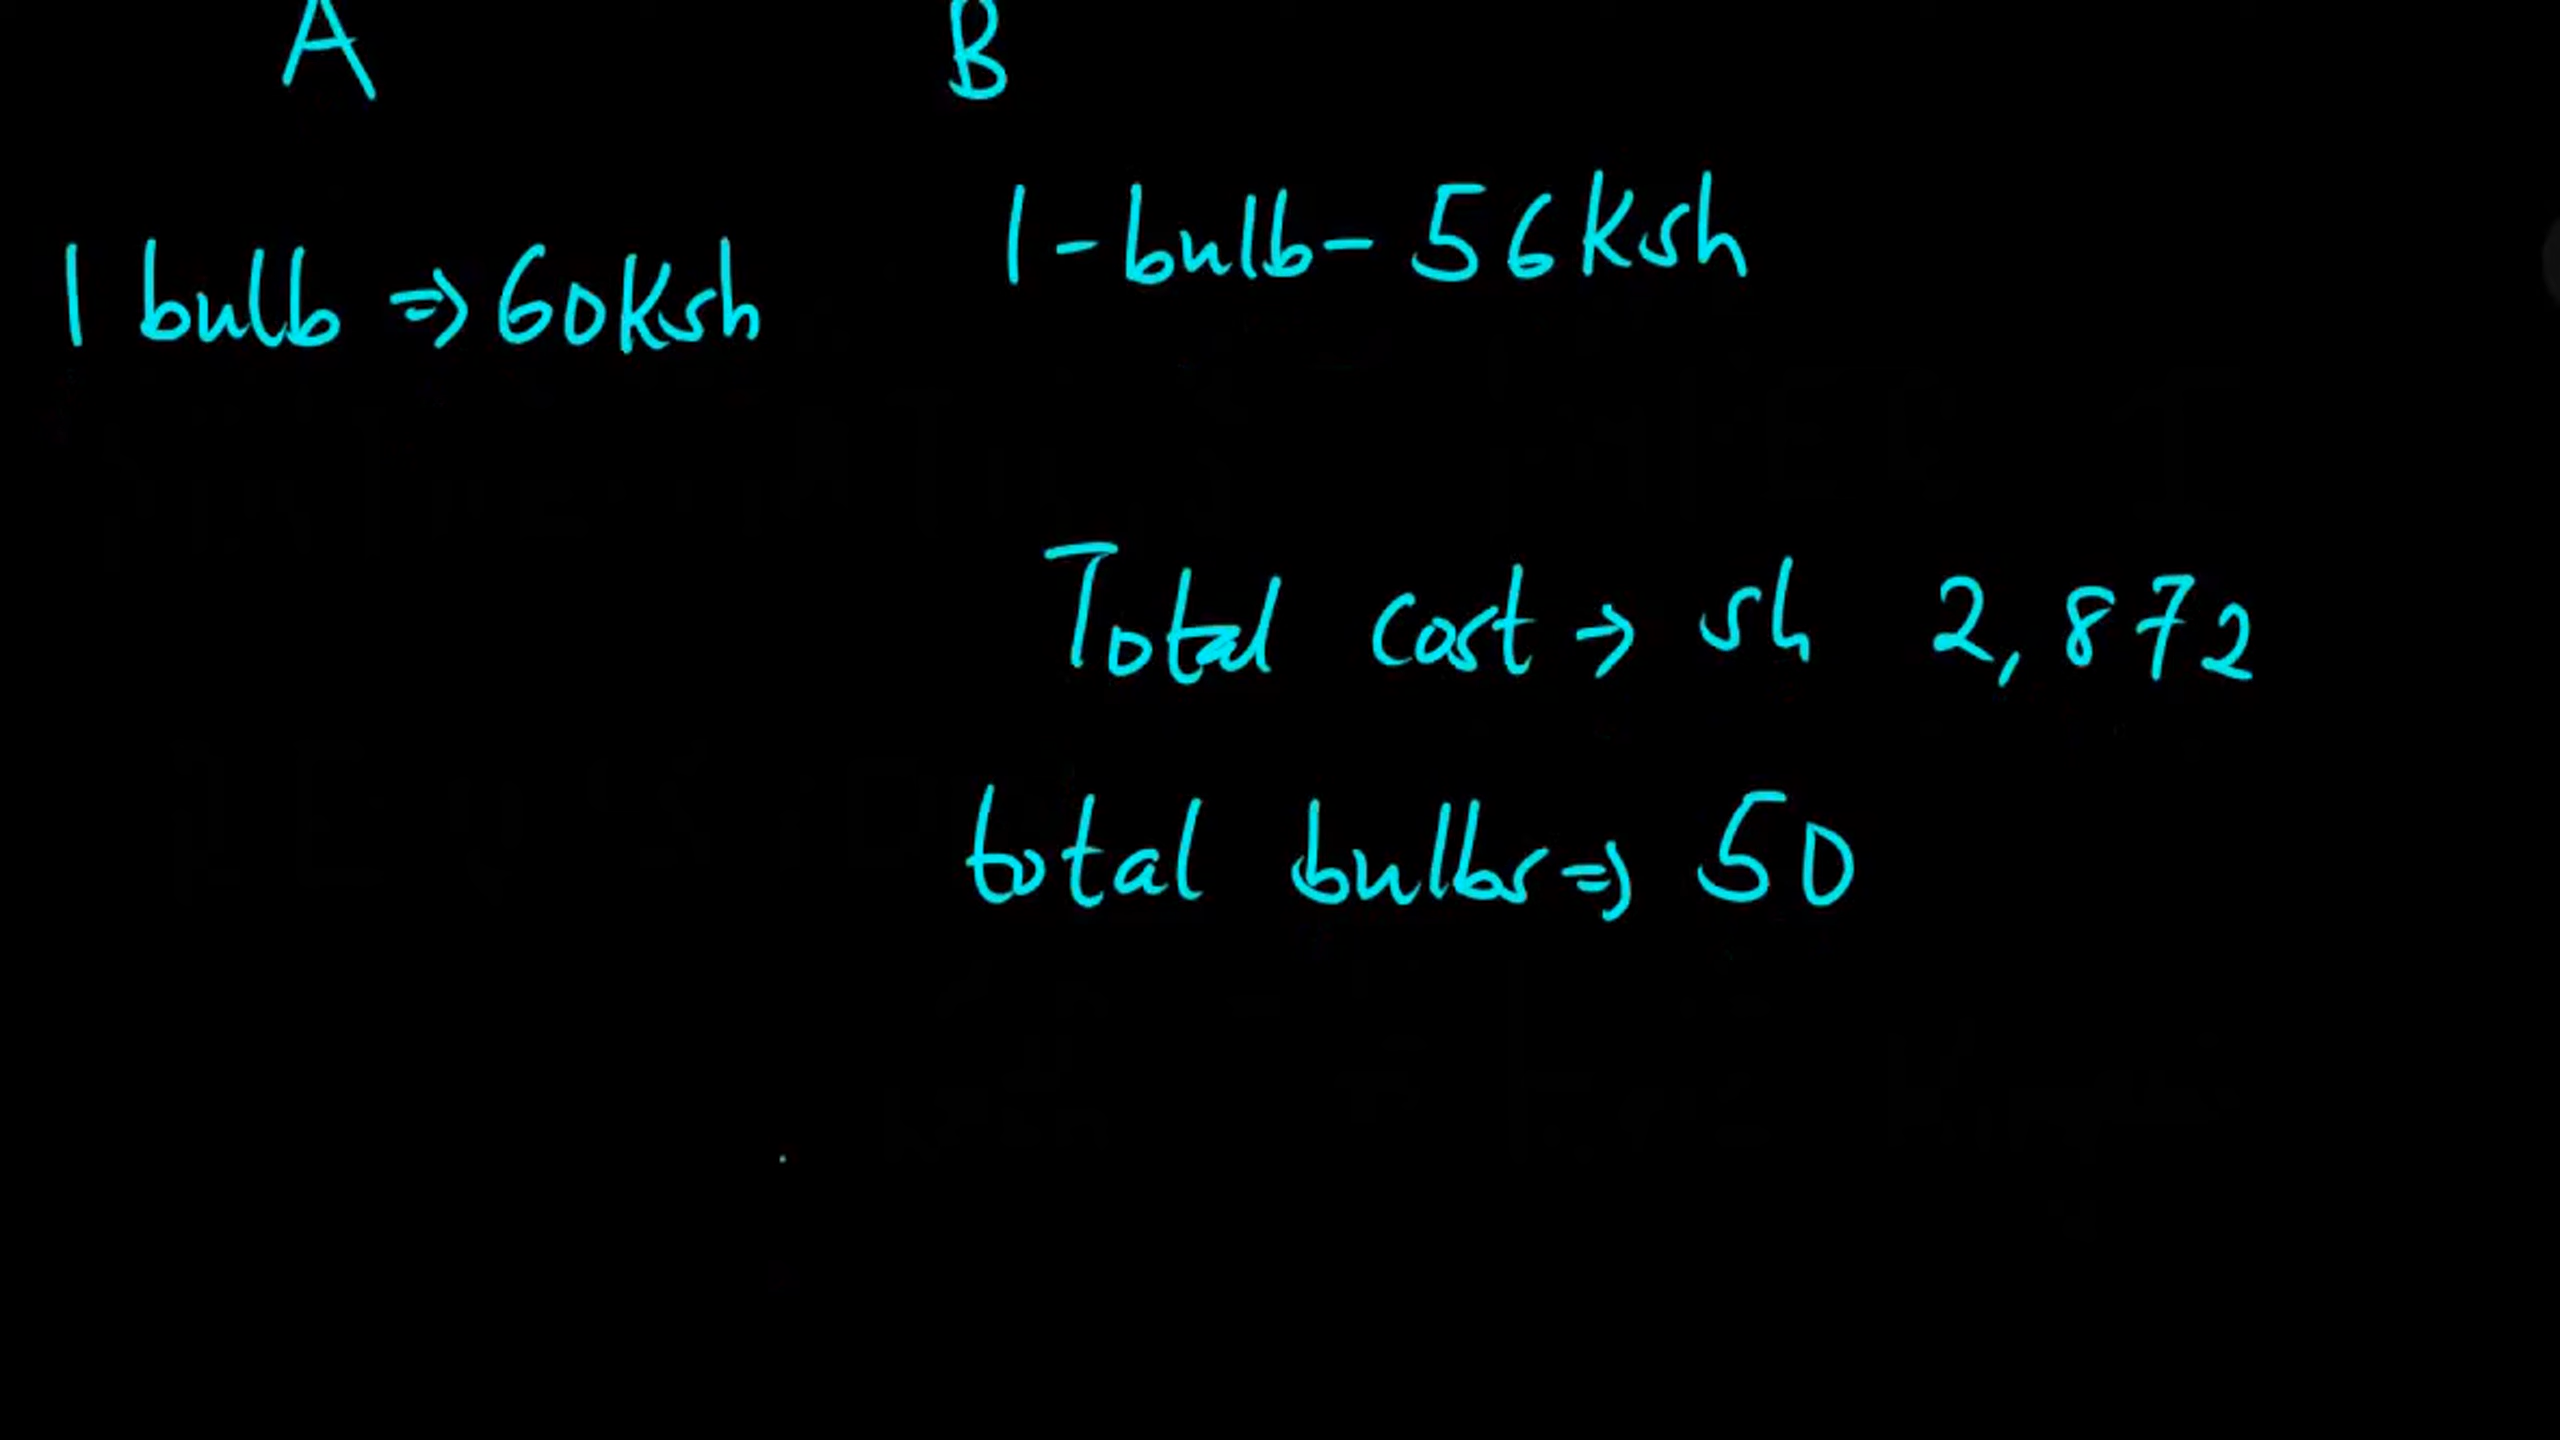 A B
1 bulb ⇒ 60Ksh
1 - bulb - 56Ksh
Total cost → sh 2,872
total bulbs ⇒ 50